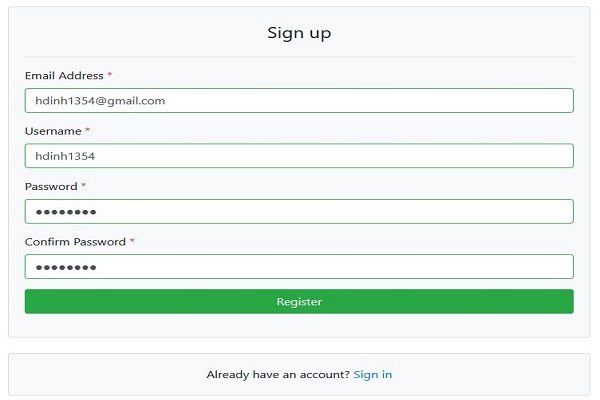 Sign up
Email Address *
hdinh1354@gmail.com
Username *
hdinh1354
Password *
●●●●●●●●
Confirm Password *
●●●●●●●●
Register
Already have an account? Sign in